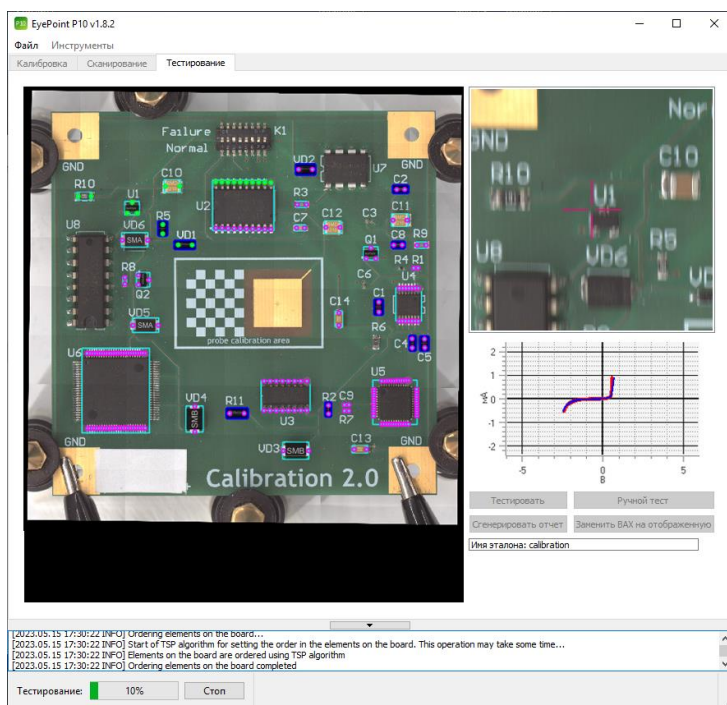 EyePoint P10 v1.8.2
Файл Инструменты
Калибровка Сканирование Тестирование
Failure
Normal
K1
GND
GND
VD2
U7
R10
C10
C2
U1
U2
R3
C11
U8
VD6
R5
C7
C12
C3
SMA
VD1
C8
R9
Q1
R8
R4
R1
Q2
C6
U4
C14
C1
VD5
SMA
probe calibration area
R6
U6
C4
C5
U5
VD4
R11
R2
C9
SMB
U3
R7
GND
VD3
SMB
C13
GND
Calibration 2.0
Nor
GND
C10
R10
U1
U8
VD6
R5
мА
2
1
0
-1
-2
-5
0
5
В
Тестировать
Ручной тест
Сгенерировать отчет
Заменить ВАХ на отображенную
Имя эталона: calibration
[2023.05.15 17:30:22 INFO] Ordering elements on the board...
[2023.05.15 17:30:22 INFO] Start of TSP algorithm for setting the order in the elements on the board. This operation may take some time...
[2023.05.15 17:30:22 INFO] Elements on the board are ordered using TSP algorithm
[2023.05.15 17:30:22 INFO] Ordering elements on the board completed
Тестирование:
10%
Стоп